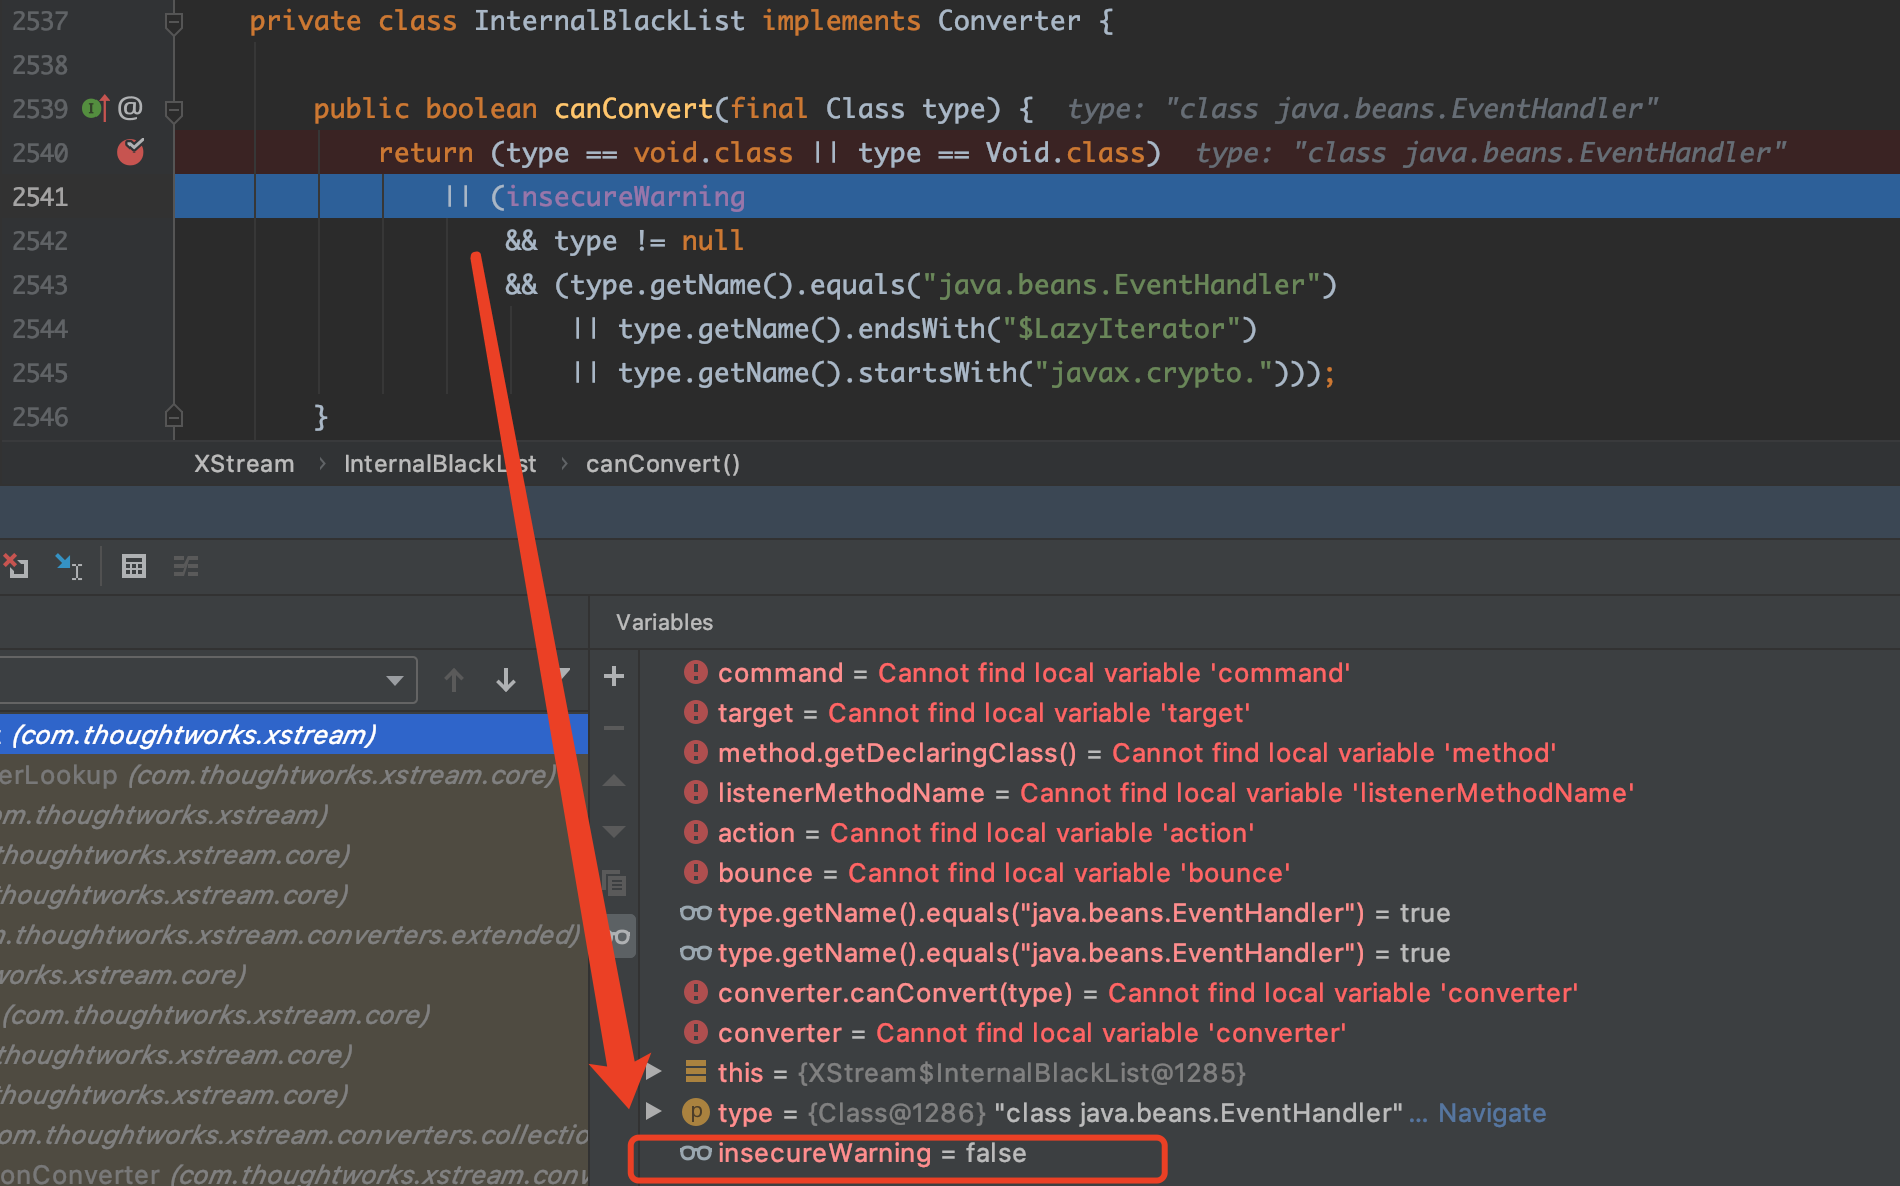 2537 private class InternalBlackList implements Converter {
2538
2539 @ public boolean canConvert(final Class type) { type: "class java.beans.EventHandler"
2540 return (type == void.class || type == Void.class) type: "class java.beans.EventHandler"
2541 || (insecureWarning
2542 && type != null
2543 && (type.getName().equals("java.beans.EventHandler")
2544 || type.getName().endsWith("$LazyIterator")
2545 || type.getName().startsWith("javax.crypto.")));
2546 }
XStream › InternalBlackList › canConvert()
Variables
(com.thoughtworks.xstream)
erLookup (com.thoughtworks.xstream.core)
om.thoughtworks.xstream)
thoughtworks.xstream.core)
thoughtworks.xstream.core)
n.thoughtworks.xstream.converters.extended)
works.xstream.core)
(com.thoughtworks.xstream.core)
thoughtworks.xstream.core)
thoughtworks.xstream.core)
om.thoughtworks.xstream.converters.collectio
onConverter (com.thoughtworks.xstream.conv
command = Cannot find local variable 'command'
target = Cannot find local variable 'target'
method.getDeclaringClass() = Cannot find local variable 'method'
listenerMethodName = Cannot find local variable 'listenerMethodName'
action = Cannot find local variable 'action'
bounce = Cannot find local variable 'bounce'
type.getName().equals("java.beans.EventHandler") = true
type.getName().equals("java.beans.EventHandler") = true
converter.canConvert(type) = Cannot find local variable 'converter'
converter = Cannot find local variable 'converter'
this = {XStream$InternalBlackList@1285}
type = {Class@1286} "class java.beans.EventHandler" ... Navigate
insecureWarning = false